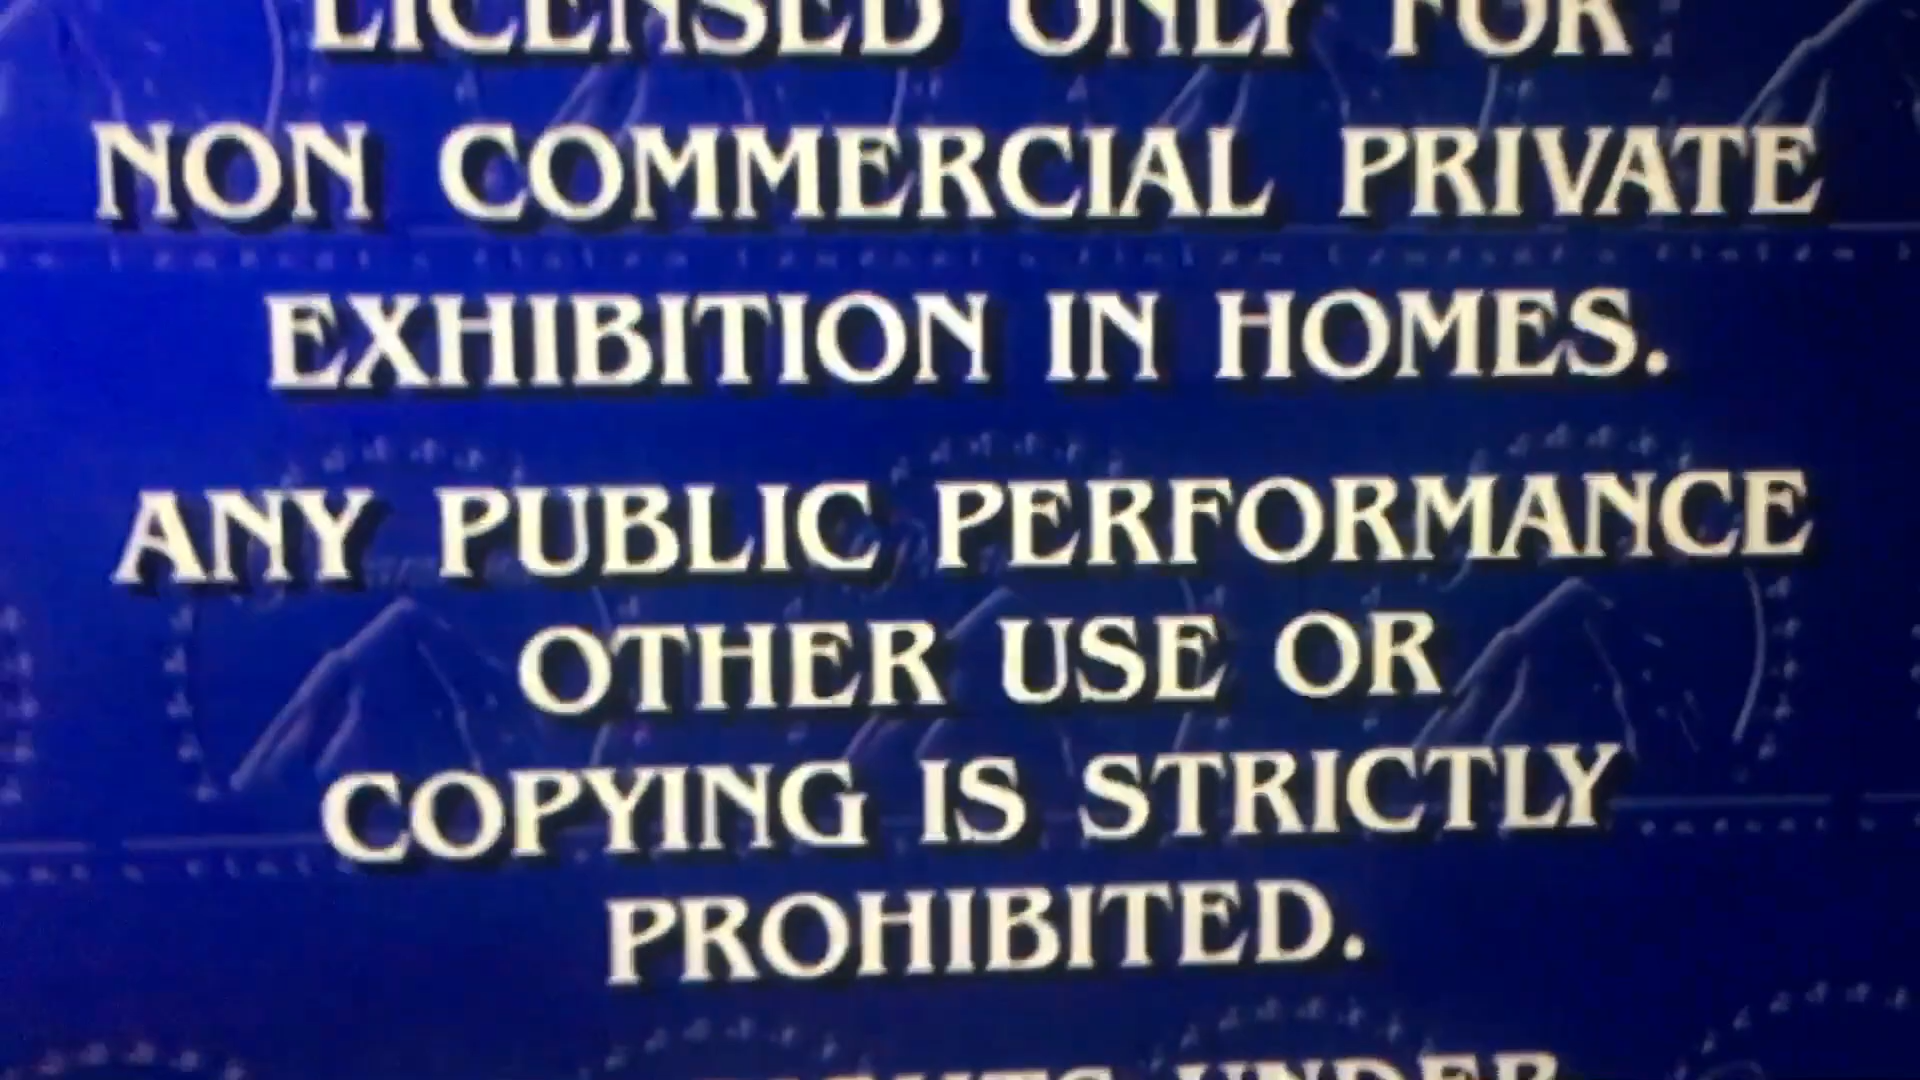 LICENSED ONLY FOR
NON COMMERCIAL PRIVATE
EXHIBITION IN HOMES.
ANY PUBLIC PERFORMANCE
OTHER USE OR
COPYING IS STRICTLY
PROHIBITED.
UNDER